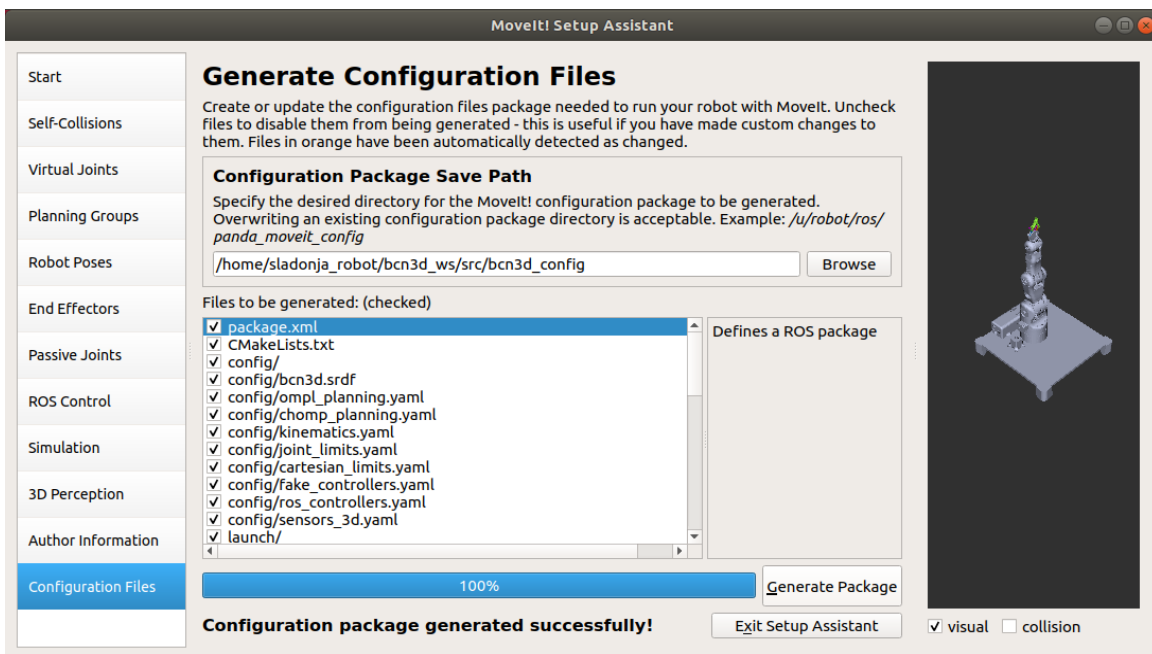 MoveIt! Setup Assistant
Start
Self-Collisions
Virtual Joints
Planning Groups
Robot Poses
End Effectors
Passive Joints
ROS Control
Simulation
3D Perception
Author Information
Configuration Files
Generate Configuration Files
Create or update the configuration files package needed to run your robot with MoveIt. Uncheck
files to disable them from being generated - this is useful if you have made custom changes to
them. Files in orange have been automatically detected as changed.
Configuration Package Save Path
Specify the desired directory for the MoveIt! configuration package to be generated.
Overwriting an existing configuration package directory is acceptable. Example: /u/robot/ros/
panda_moveit_config
/home/sladonja_robot/bcn3d_ws/src/bcn3d_config
Browse
Files to be generated: (checked)
package.xml
CMakeLists.txt
config/
config/bcn3d.srdf
config/ompl_planning.yaml
config/chomp_planning.yaml
config/kinematics.yaml
config/joint_limits.yaml
config/cartesian_limits.yaml
config/fake_controllers.yaml
config/ros_controllers.yaml
config/sensors_3d.yaml
launch/
Defines a ROS package
100%
Generate Package
Configuration package generated successfully!
Exit Setup Assistant
visual
collision